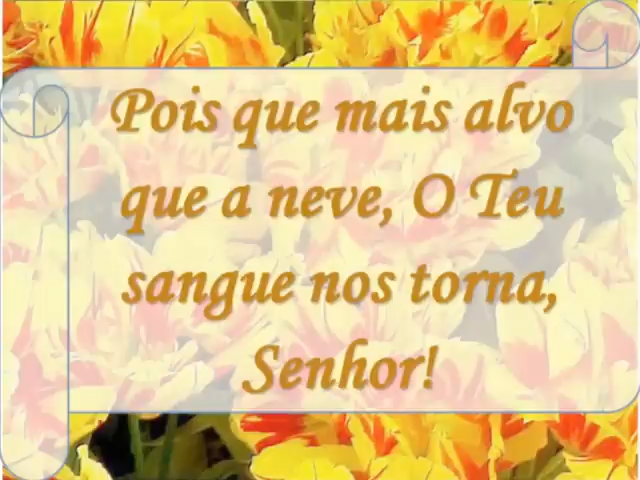 Pois que mais alvo
que a neve, O Teu
sangue nos torna,
Senhor!